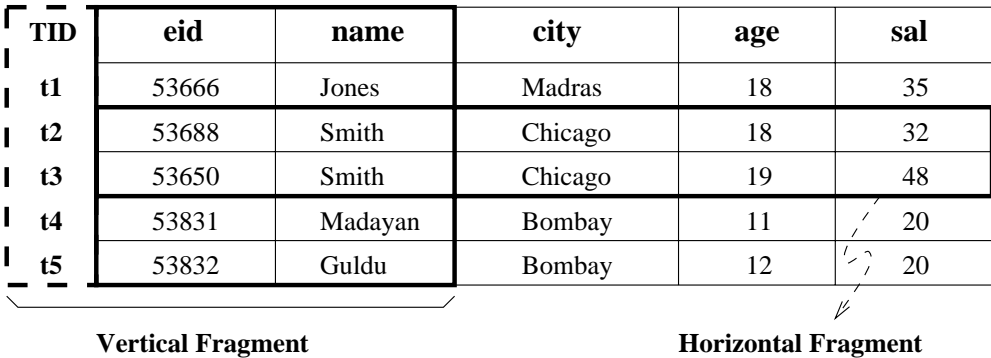 TID eid name city age sal
t1 53666 Jones Madras 18 35
t2 53688 Smith Chicago 18 32
t3 53650 Smith Chicago 19 48
t4 53831 Madayan Bombay 11 20
t5 53832 Guldu Bombay 12 20
Vertical Fragment Horizontal Fragment